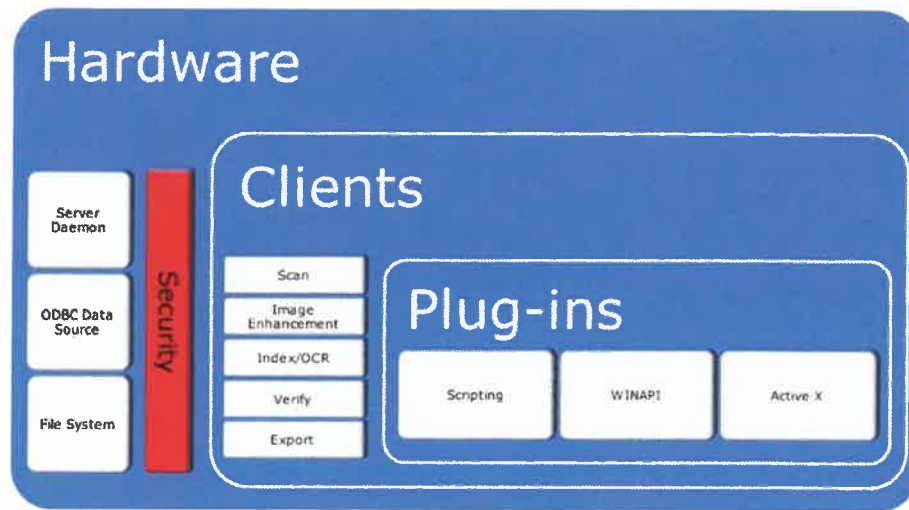 Hardware
Server
Daemon
ODBC Data
Source
File System
Security
Clients
Scan
Image
Enhancement
Index/OCR
Verify
Export
Plug-ins
Scripting
WINAPI
Active X